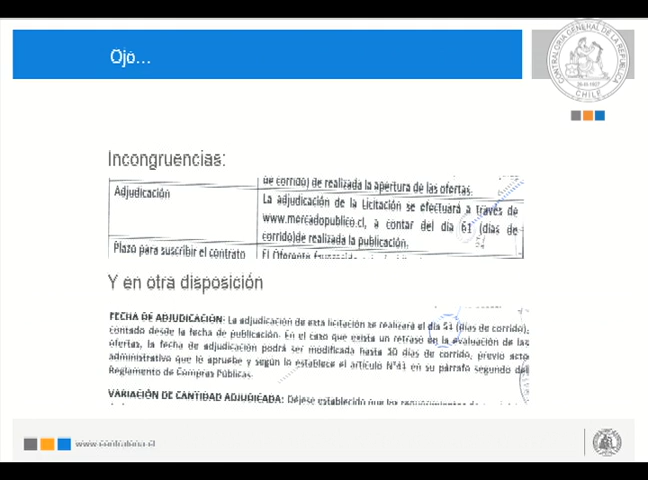 Ojo...
CONTRALORÍA GENERAL DE LA REPÚBLICA
CHILE
Incongruencias:
de corrido) de realizada la apertura de las ofertas.
Adjudicación
La adjudicación de la Licitación se efectuará a través de
www.mercadopublico.cl, a contar del día 61 (días de
corrido)de realizada la publicación.
Plazo para suscribir el contrato
El Oferente
Y en otra disposición
FECHA DE ADJUDICACIÓN: La adjudicación de esta licitación se realizará el día 51 (días de corrido),
contado desde la fecha de publicación. En el caso que exista un retraso en la evaluación de las
ofertas, la fecha de adjudicación podrá ser modificada hasta 30 días de corrido, previo acto
administrativo que lo apruebe y según lo establece el artículo N°41 en su párrafo segundo del
Reglamento de Compras Públicas.
VARIACIÓN DE CANTIDAD ADJUDICADA: Déjese establecido que los requerimientos de
www.contraloria.cl